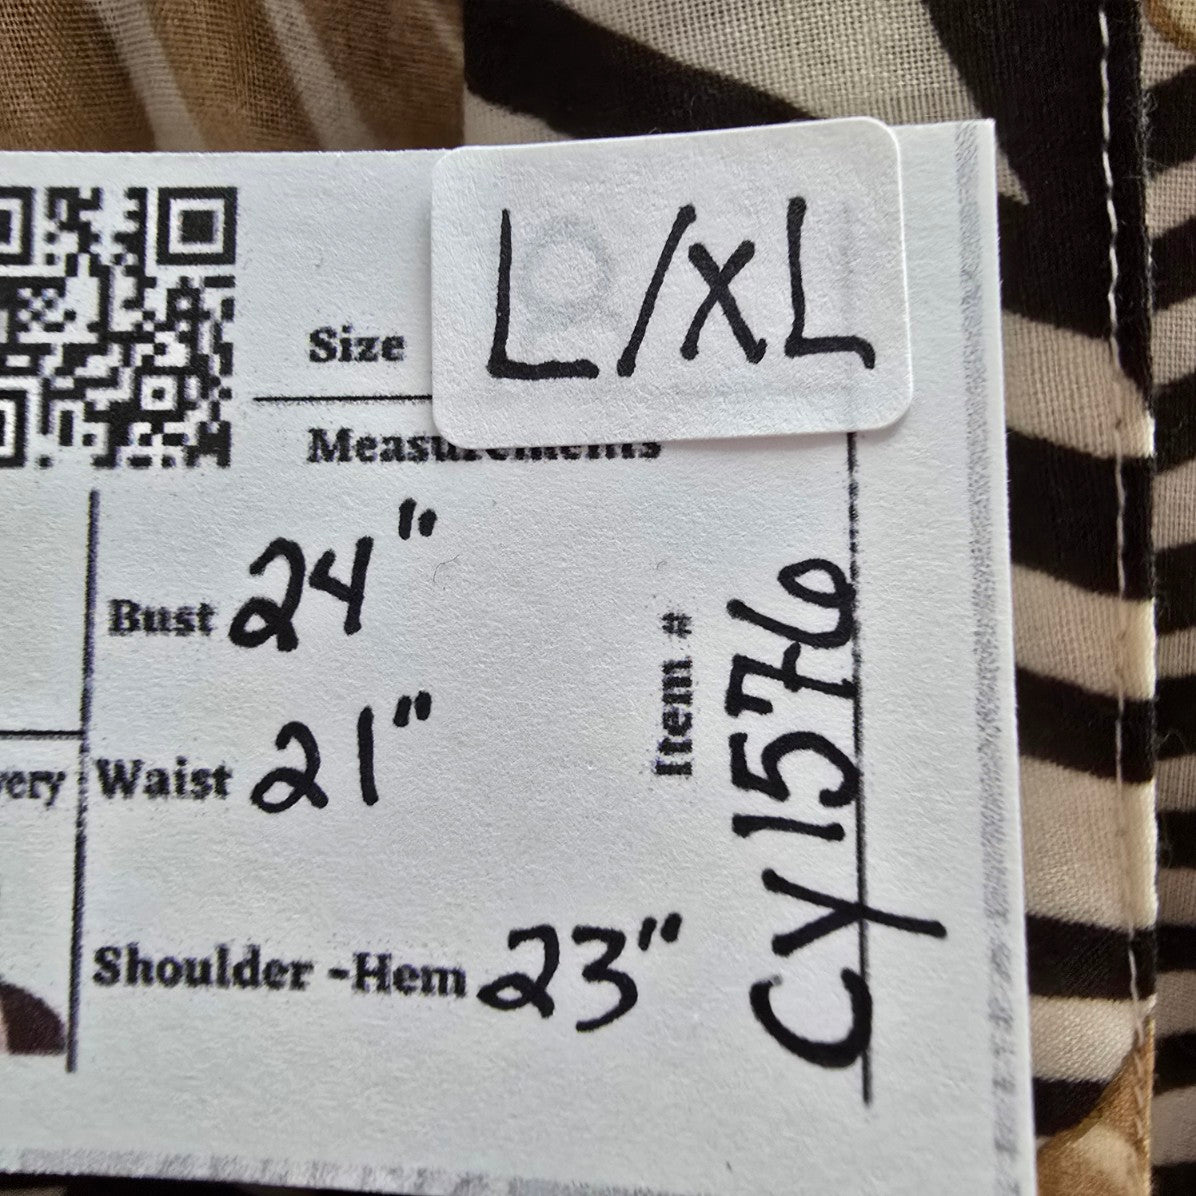 Size L/XL
Measurements
Bust 24"
Waist 21"
very
Shoulder -Hem 23"
Item # CY1576